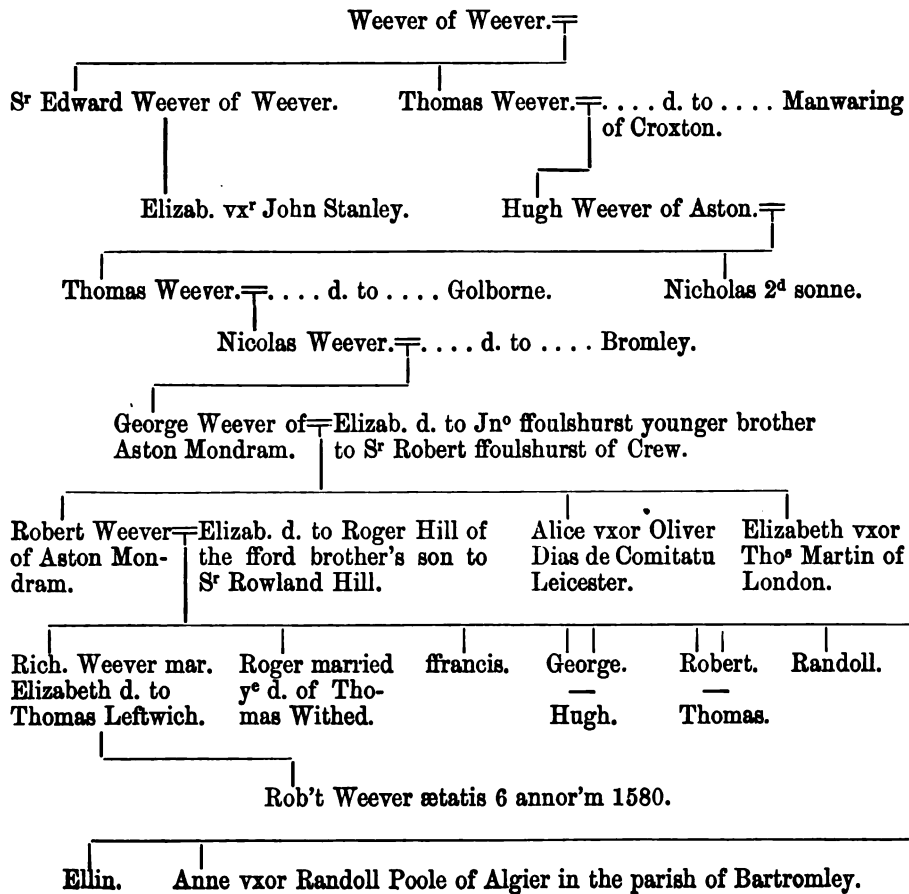 Weever of Weever.
Sʳ Edward Weever of Weever. Thomas Weever. . . . . d. to . . . . Manwaring
of Croxton.
Elizab. vxʳ John Stanley. Hugh Weever of Aston.
Thomas Weever. . . . . d. to . . . . Golborne. Nicholas 2ᵈ sonne.
Nicolas Weever. . . . . d. to . . . . Bromley.
George Weever of Elizab. d. to Jnᵒ ffoulshurst younger brother
Aston Mondram. to Sʳ Robert ffoulshurst of Crew.
Robert Weever Elizab. d. to Roger Hill of Alice vxor Oliver Elizabeth vxor
of Aston Mon- the fford brother's son to Dias de Comitatu Thoˢ Martin of
dram. Sʳ Rowland Hill. Leicester. London.
Rich. Weever mar. Roger married ffrancis. George. Robert. Randoll.
Elizabeth d. to yᵉ d. of Tho-
Thomas Leftwich. mas Withed. Hugh. Thomas.
Rob't Weever ætatis 6 annor'm 1580.
Ellin. Anne vxor Randoll Poole of Algier in the parish of Bartromley.